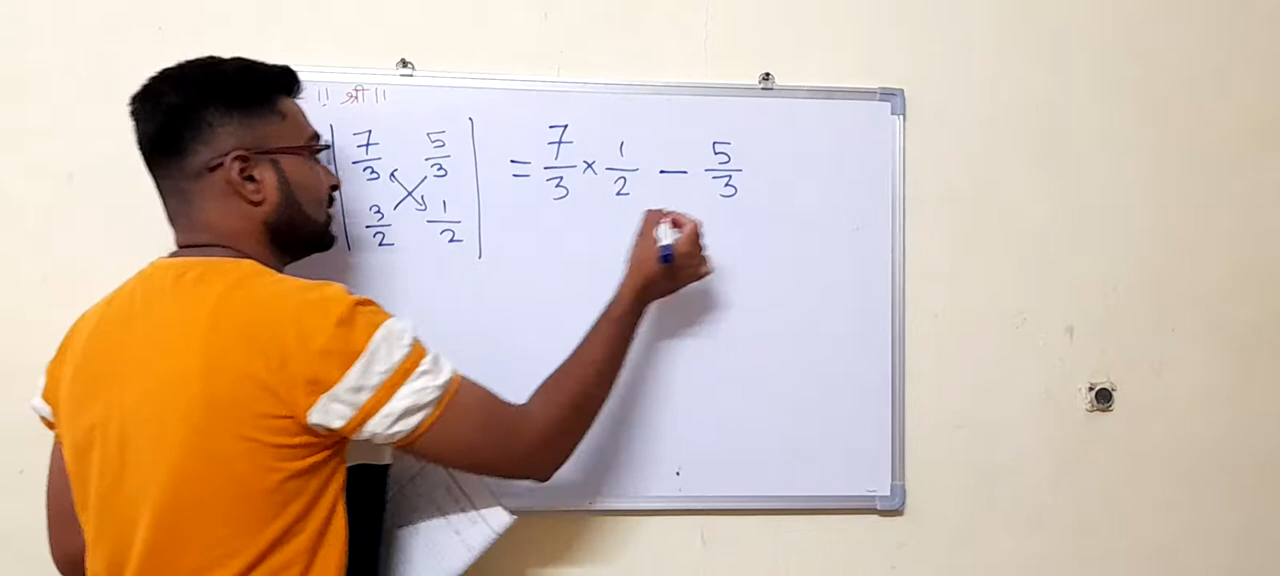 !! श्री !!
| 7/3 5/3 | = 7/3 × 1/2 − 5/3
| 3/2 1/2 |